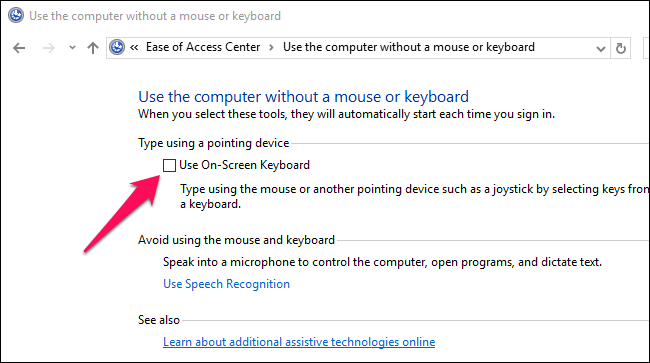 Use the computer without a mouse or keyboard
« Ease of Access Center > Use the computer without a mouse or keyboard
Use the computer without a mouse or keyboard
When you select these tools, they will automatically start each time you sign in.
Type using a pointing device
Use On-Screen Keyboard
Type using the mouse or another pointing device such as a joystick by selecting keys from
a keyboard.
Avoid using the mouse and keyboard
Speak into a microphone to control the computer, open programs, and dictate text.
Use Speech Recognition
See also
Learn about additional assistive technologies online